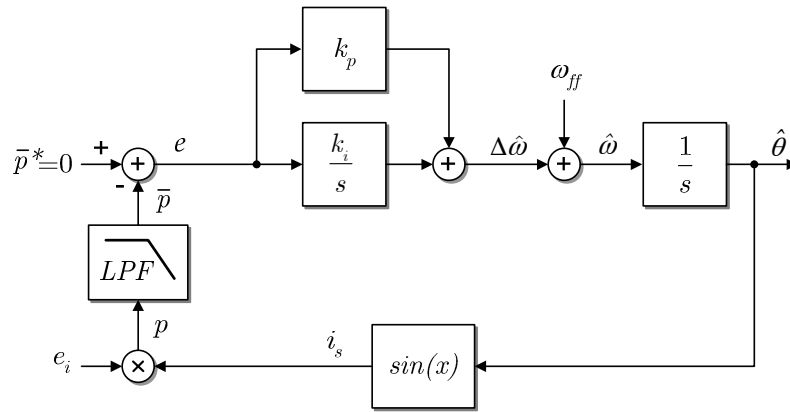 k_p
ω_ff
p̄*=0
+
+
-
e
k_i
s
+
Δω̂
+
ω̂
1
s
θ̂
p̄
LPF
p
e_i
×
i_s
sin(x)